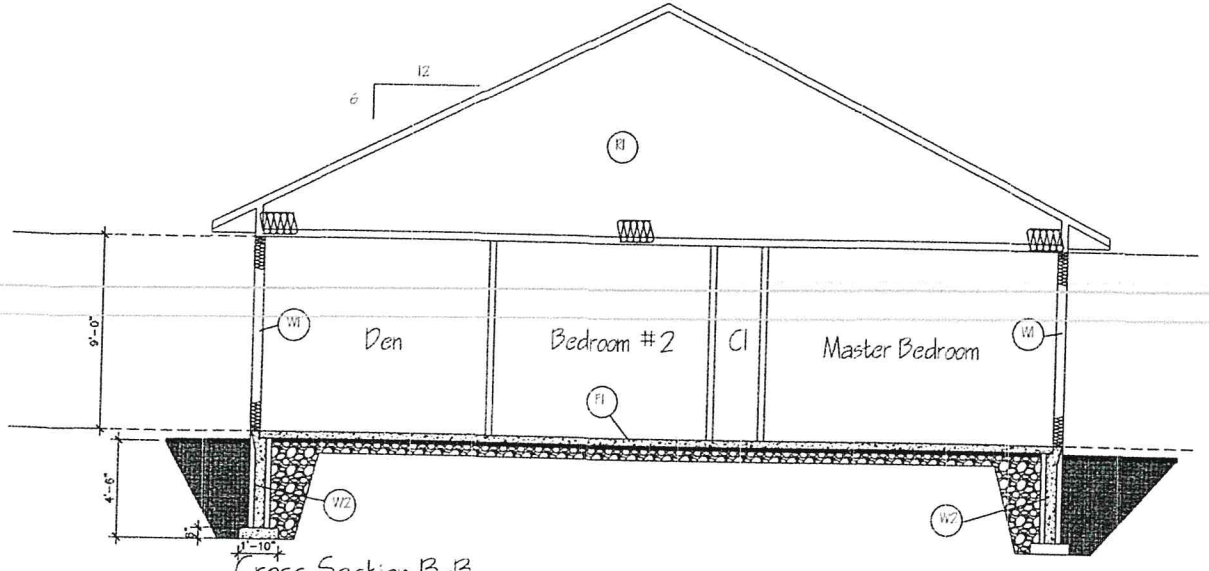 12
6
R1
9'-0"
W1
Den
Bedroom #2
Cl
Master Bedroom
W1
F1
4'-6"
W2
W2
8"
1'-10"
Cross Section B-B